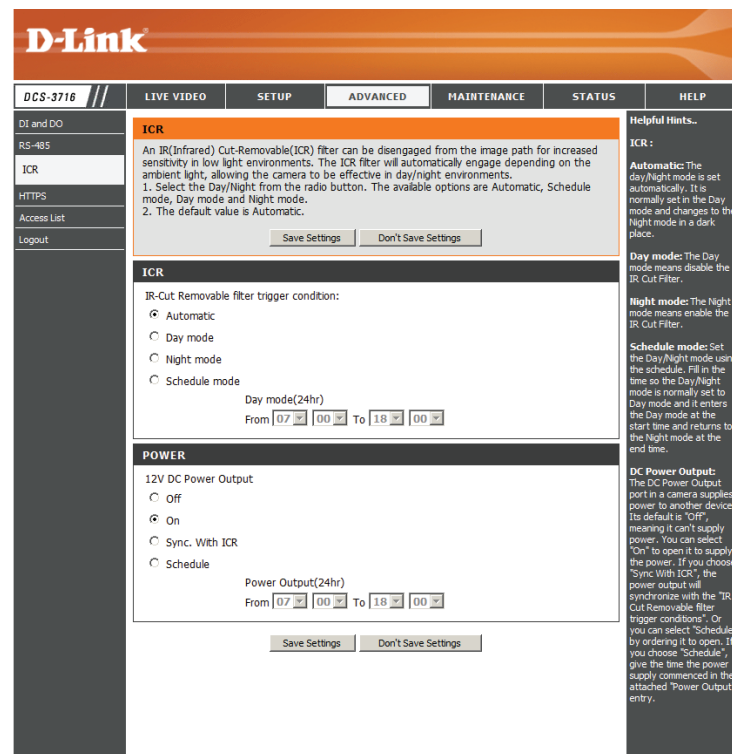 D-Link
DCS-3716 // LIVE VIDEO SETUP ADVANCED MAINTENANCE STATUS HELP
DI and DO
RS-485
ICR
HTTPS
Access List
Logout
ICR
An IR(Infrared) Cut-Removable(ICR) filter can be disengaged from the image path for increased
sensitivity in low light environments. The ICR filter will automatically engage depending on the
ambient light, allowing the camera to be effective in day/night environments.
1. Select the Day/Night from the radio button. The available options are Automatic, Schedule
mode, Day mode and Night mode.
2. The default value is Automatic.
Save Settings Don't Save Settings
ICR
IR-Cut Removable filter trigger condition:
Automatic
Day mode
Night mode
Schedule mode
Day mode(24hr)
From 07 00 To 18 00
POWER
12V DC Power Output
Off
On
Sync. With ICR
Schedule
Power Output(24hr)
From 07 00 To 18 00
Save Settings Don't Save Settings
Helpful Hints..
ICR :
Automatic: The
day/Night mode is set
automatically. It is
normally set in the Day
mode and changes to the
Night mode in a dark
place.
Day mode: The Day
mode means disable the
IR Cut Filter.
Night mode: The Night
mode means enable the
IR Cut Filter.
Schedule mode: Set
the Day/Night mode usin
the schedule. Fill in the
time so the Day/Night
mode is normally set to
Day mode and it enters
the Day mode at the
start time and returns to
the Night mode at the
end time.
DC Power Output:
The DC Power Output
port in a camera supplies
power to another device
Its default is "Off",
meaning it can't supply
power. You can select
"On" to open it to supply
the power. If you choose
"Sync With ICR", the
power output will
synchronize with the "IR
Cut Removable filter
trigger conditions". Or
you can select "Schedule
by ordering it to open. If
you choose "Schedule",
give the time the power
supply commenced in the
attached "Power Output
entry.